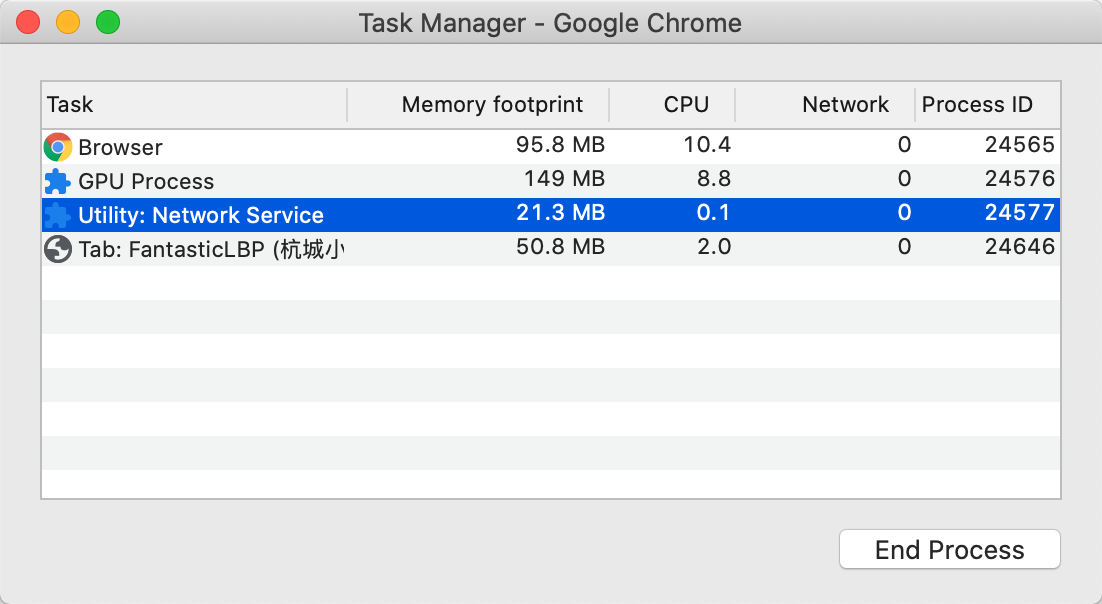 Task Manager - Google Chrome
Task Memory footprint CPU Network Process ID
Browser 95.8 MB 10.4 0 24565
GPU Process 149 MB 8.8 0 24576
Utility: Network Service 21.3 MB 0.1 0 24577
Tab: FantasticLBP (杭城小 50.8 MB 2.0 0 24646
End Process